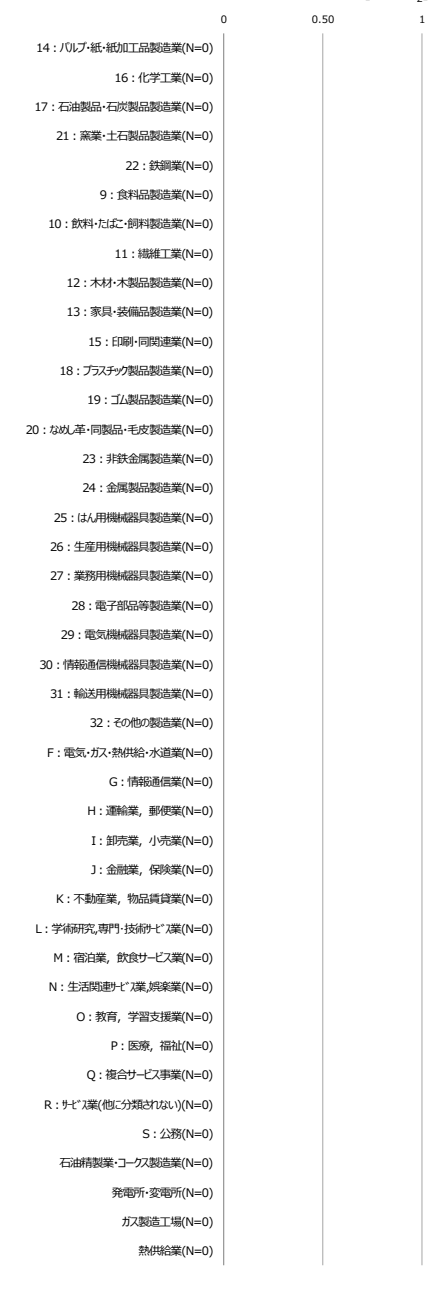 0 0.50 1
14：パルプ・紙・紙加工品製造業(N=0)
16：化学工業(N=0)
17：石油製品・石炭製品製造業(N=0)
21：窯業・土石製品製造業(N=0)
22：鉄鋼業(N=0)
9：食料品製造業(N=0)
10：飲料・たばこ・飼料製造業(N=0)
11：繊維工業(N=0)
12：木材・木製品製造業(N=0)
13：家具・装備品製造業(N=0)
15：印刷・同関連業(N=0)
18：プラスチック製品製造業(N=0)
19：ゴム製品製造業(N=0)
20：なめし革・同製品・毛皮製造業(N=0)
23：非鉄金属製造業(N=0)
24：金属製品製造業(N=0)
25：はん用機械器具製造業(N=0)
26：生産用機械器具製造業(N=0)
27：業務用機械器具製造業(N=0)
28：電子部品等製造業(N=0)
29：電気機械器具製造業(N=0)
30：情報通信機械器具製造業(N=0)
31：輸送用機械器具製造業(N=0)
32：その他の製造業(N=0)
F：電気・ガス・熱供給・水道業(N=0)
G：情報通信業(N=0)
H：運輸業，郵便業(N=0)
I：卸売業，小売業(N=0)
J：金融業，保険業(N=0)
K：不動産業，物品賃貸業(N=0)
L：学術研究,専門・技術ｻｰﾋﾞｽ業(N=0)
M：宿泊業，飲食サービス業(N=0)
N：生活関連ｻｰﾋﾞｽ業,娯楽業(N=0)
O：教育，学習支援業(N=0)
P：医療，福祉(N=0)
Q：複合サービス事業(N=0)
R：ｻｰﾋﾞｽ業(他に分類されない)(N=0)
S：公務(N=0)
石油精製業・コークス製造業(N=0)
発電所・変電所(N=0)
ガス製造工場(N=0)
熱供給業(N=0)